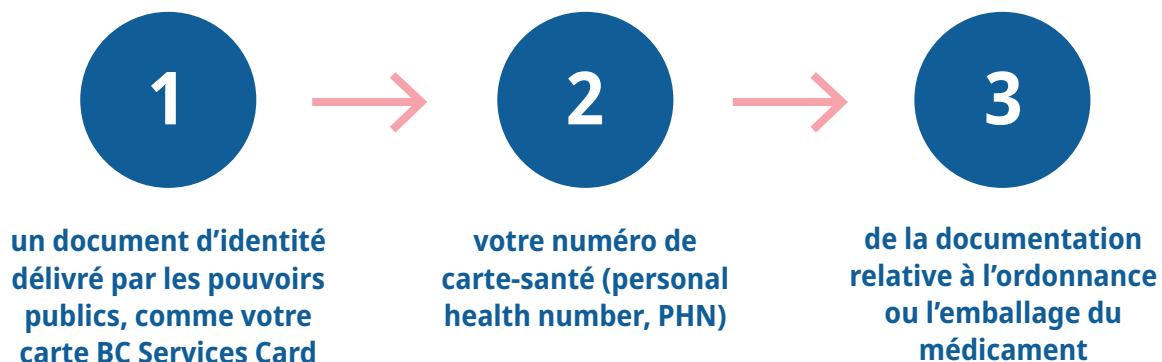 1
2
3
un document d’identité
délivré par les pouvoirs
publics, comme votre
carte BC Services Card
votre numéro de
carte-santé (personal
health number, PHN)
de la documentation
relative à l’ordonnance
ou l’emballage du
médicament